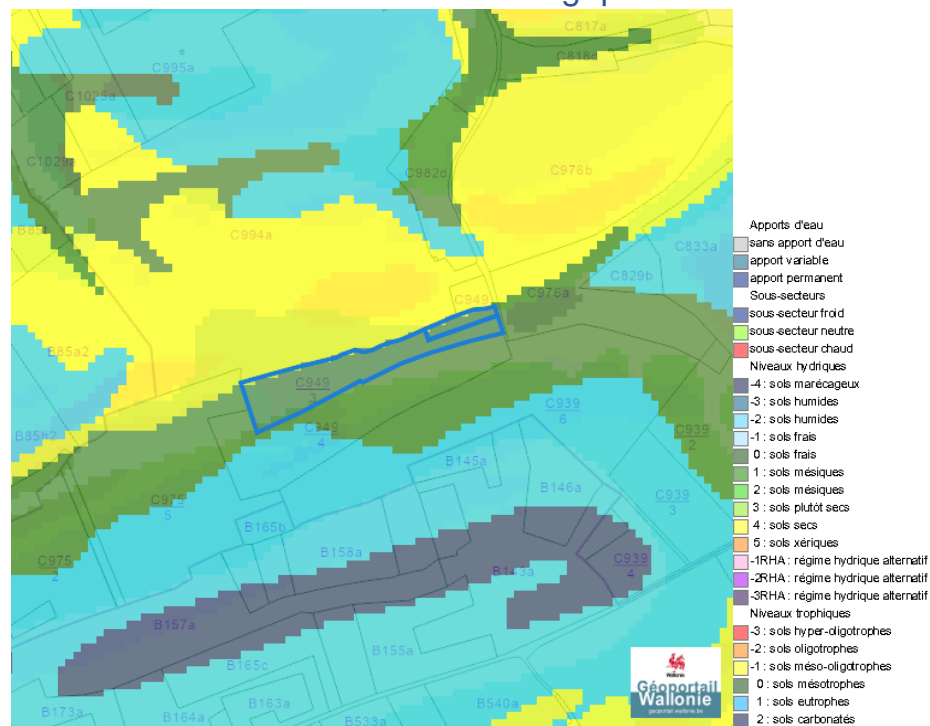 C817a
C818d
C995a
C1025a
C1029a
C982d
C976b
C994a
C833a
C829b
C949
C976a
B85a2
C949
3
C949
4
C939
6
C939
2
B85h2
B145a
C975
5
B146a
C939
3
B165b
B158a
C975
2
B143a
C939
4
B157a
B155a
B165c
B173a
B164a
B163a
B533a
B540a
Wallonie
Géoportail
Wallonie
geoportail.wallonie.be
Apports d'eau
sans apport d'eau
apport variable
apport permanent
Sous-secteurs
sous-secteur froid
sous-secteur neutre
sous-secteur chaud
Niveaux hydriques
-4 : sols marécageux
-3 : sols humides
-2 : sols humides
-1 : sols frais
0 : sols frais
1 : sols mésiques
2 : sols mésiques
3 : sols plutôt secs
4 : sols secs
5 : sols xériques
-1RHA : régime hydrique alternatif
-2RHA : régime hydrique alternatif
-3RHA : régime hydrique alternatif
Niveaux trophiques
-3 : sols hyper-oligotrophes
-2 : sols oligotrophes
-1 : sols méso-oligotrophes
0 : sols mésotrophes
1 : sols eutrophes
2 : sols carbonatés